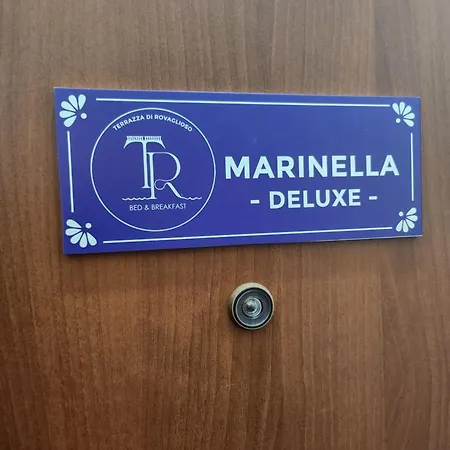 TERRAZZA DI ROVAGLIOSO
TR
BED & BREAKFAST
MARINELLA
- DELUXE -